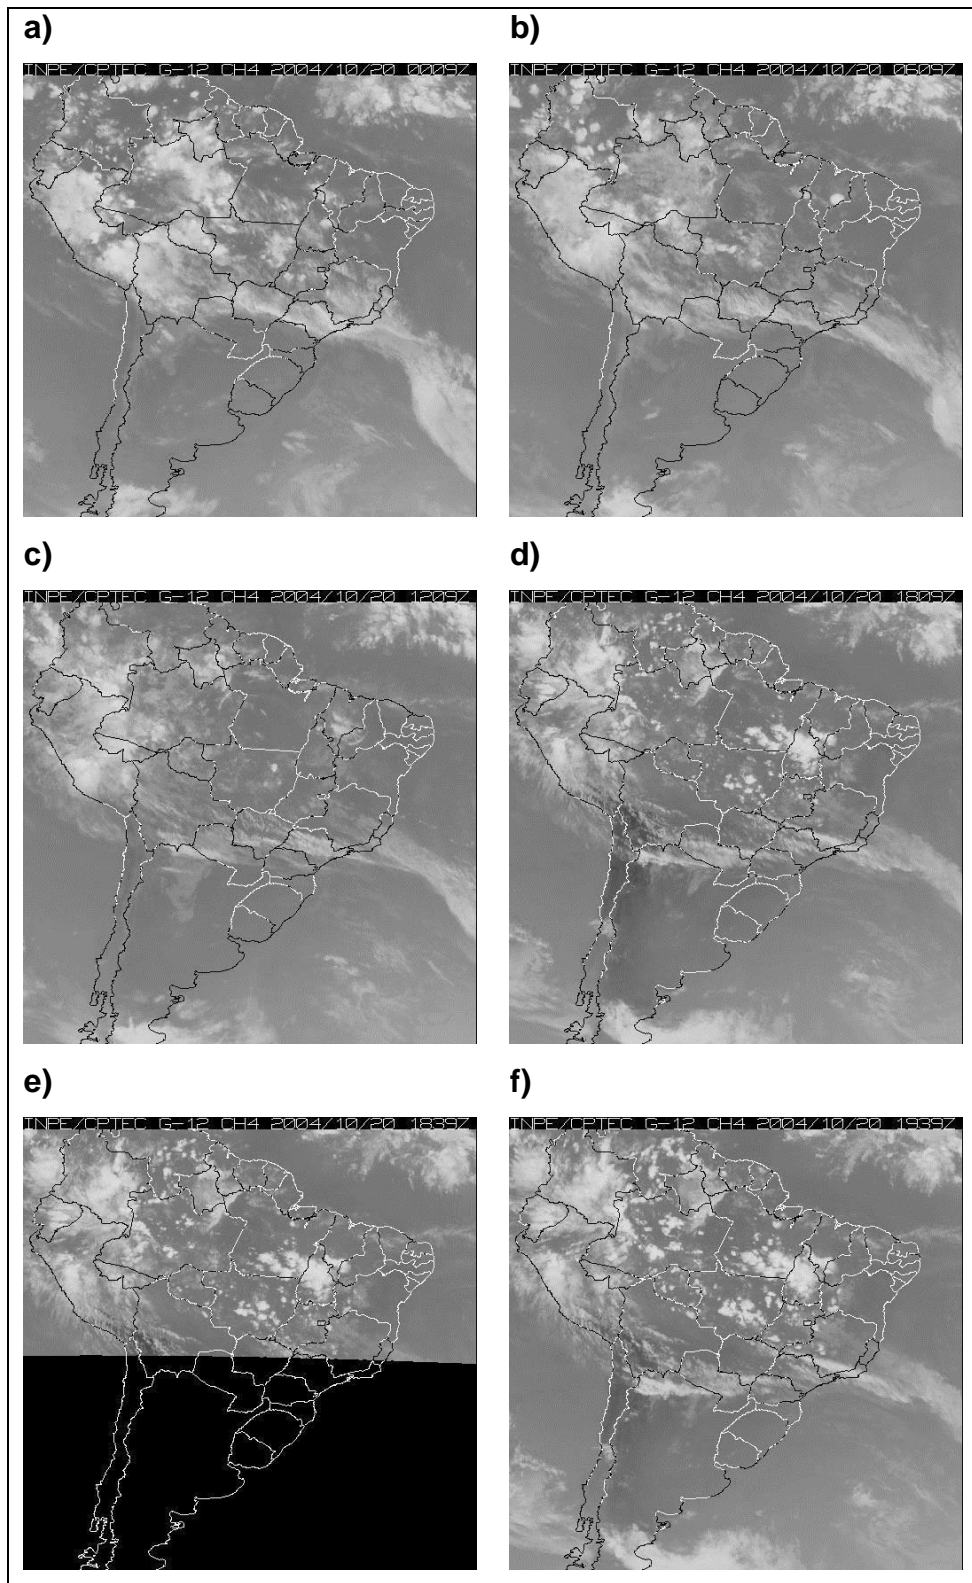 a)
b)
INPE/CPTEC G-12 CH4 2004/10/20 0009Z
INPE/CPTEC G-12 CH4 2004/10/20 0609Z
c)
d)
INPE/CPTEC G-12 CH4 2004/10/20 1209Z
INPE/CPTEC G-12 CH4 2004/10/20 1809Z
e)
f)
INPE/CPTEC G-12 CH4 2004/10/20 1839Z
INPE/CPTEC G-12 CH4 2004/10/20 1939Z